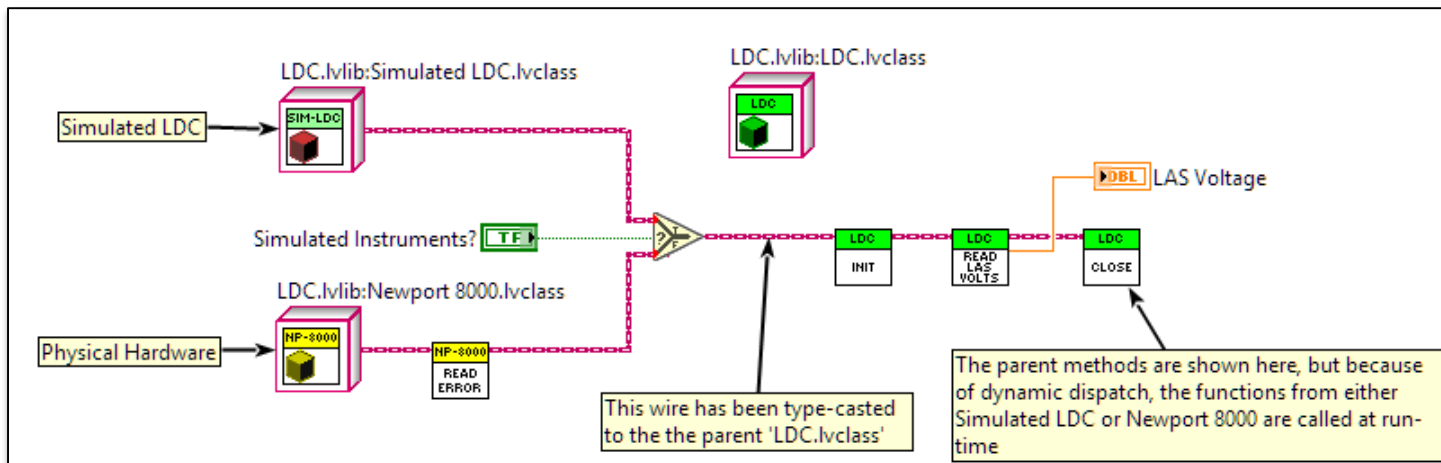 LDC.lvlib:Simulated LDC.lvclass
LDC.lvlib:LDC.lvclass
SIM-LDC
LDC
Simulated LDC
DBL
LAS Voltage
Simulated Instruments?
TF
?
T
F
LDC
INIT
LDC
READ
LAS
VOLTS
LDC
CLOSE
LDC.lvlib:Newport 8000.lvclass
NP-8000
Physical Hardware
NP-8000
READ
ERROR
This wire has been type-casted
to the the parent 'LDC.lvclass'
The parent methods are shown here, but because
of dynamic dispatch, the functions from either
Simulated LDC or Newport 8000 are called at run-
time